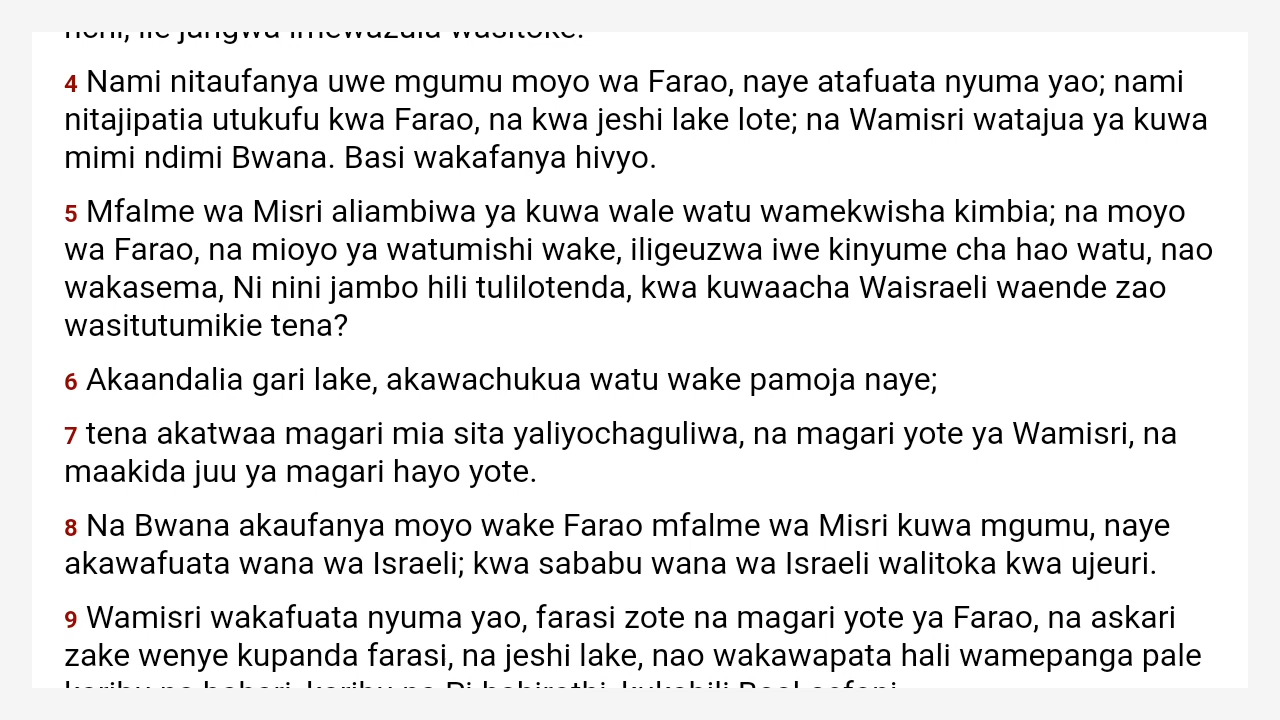 4 Nami nitaufanya uwe mgumu moyo wa Farao, naye atafuata nyuma yao; nami
nitajipatia utukufu kwa Farao, na kwa jeshi lake lote; na Wamisri watajua ya kuwa
mimi ndimi Bwana. Basi wakafanya hivyo.
5 Mfalme wa Misri aliambiwa ya kuwa wale watu wamekwisha kimbia; na moyo
wa Farao, na mioyo ya watumishi wake, iligeuzwa iwe kinyume cha hao watu, nao
wakasema, Ni nini jambo hili tulilotenda, kwa kuwaacha Waisraeli waende zao
wasitutumikie tena?
6 Akaandalia gari lake, akawachukua watu wake pamoja naye;
7 tena akatwaa magari mia sita yaliyochaguliwa, na magari yote ya Wamisri, na
maakida juu ya magari hayo yote.
8 Na Bwana akaufanya moyo wake Farao mfalme wa Misri kuwa mgumu, naye
akawafuata wana wa Israeli; kwa sababu wana wa Israeli walitoka kwa ujeuri.
9 Wamisri wakafuata nyuma yao, farasi zote na magari yote ya Farao, na askari
zake wenye kupanda farasi, na jeshi lake, nao wakawapata hali wamepanga pale